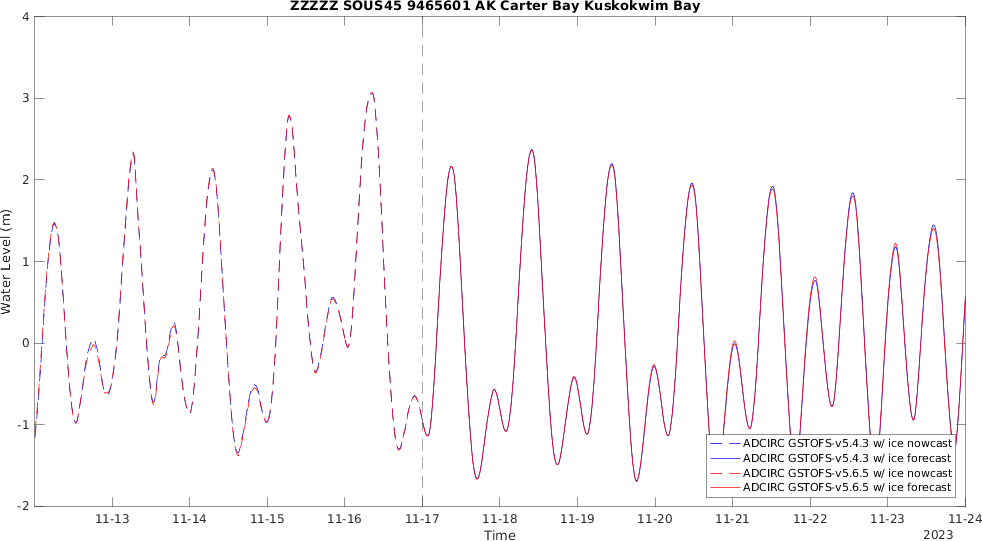 ZZZZZ SOUS45 9465601 AK Carter Bay Kuskokwim Bay
4
3
2
1
0
-1
-2
Water Level (m)
ADCIRC GSTOFS-v5.4.3 w/ ice nowcast
ADCIRC GSTOFS-v5.4.3 w/ ice forecast
ADCIRC GSTOFS-v5.6.5 w/ ice nowcast
ADCIRC GSTOFS-v5.6.5 w/ ice forecast
11-13 11-14 11-15 11-16 11-17 11-18 11-19 11-20 11-21 11-22 11-23 11-24
Time
2023